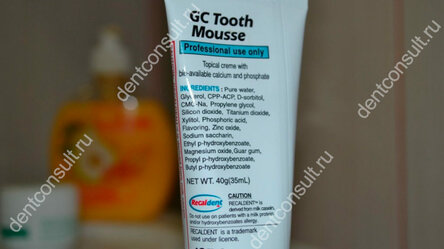 GC Tooth
Mousse
Professional use only
Topical creme with
bio-available calcium and phosphate
INGREDIENTS: Pure water,
Glycerol, CPP-ACP, D-sorbitol,
CMC-Na, Propylene glycol,
Silicon dioxide, Titanium dioxide,
Xylitol, Phosphoric acid,
Flavoring, Zinc oxide,
Sodium saccharin,
Ethyl p-hydroxybenzoate,
Magnesium oxide, Guar gum,
Propyl p-hydroxybenzoate,
Butyl p-hydroxybenzoate
NET WT. 40g (35mL)
Recaldent
CAUTION
RECALDENT™ is
derived from milk casein.
Do not use on patients with a milk protein
and/or hydroxybenzoates allergy.
RECALDENT is a trademark
used under licence.
dentconsult.ru
dentconsult.ru
dentconsult.ru
dentconsult.ru
dentconsult.ru
dentconsult.ru